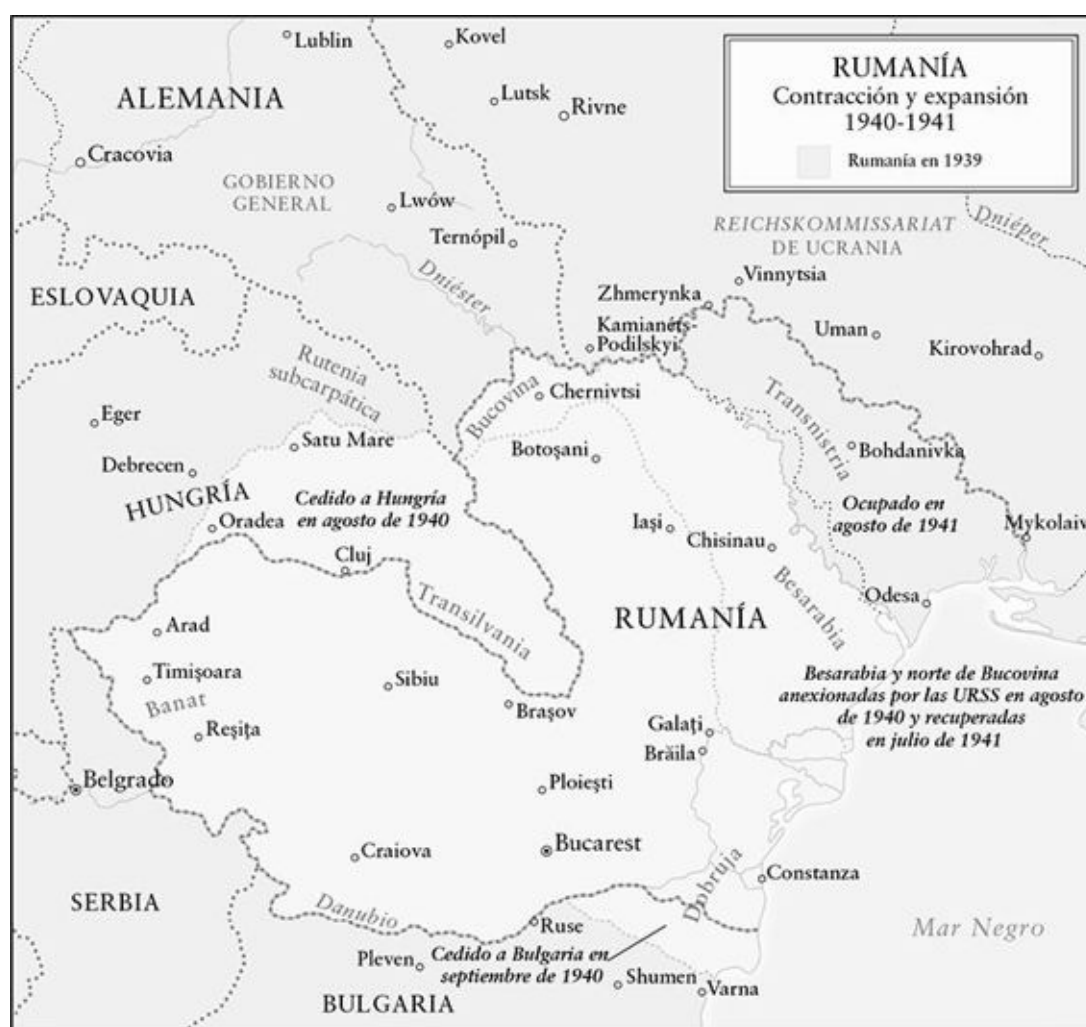 Lublin
Kovel
ALEMANIA
Lutsk
Rivne
RUMANÍA
Contracción y expansión
1940-1941
Rumanía en 1939
Cracovia
GOBIERNO
GENERAL
Lwów
Ternópil
REICHSKOMMISSARIAT
DE UCRANIA
Dniéper
Dniéster
Vinnytsia
ESLOVAQUIA
Zhmerynka
Kamianéts-
Podilskyi
Uman
Kirovohrad
Rutenia
subcarpática
Bucovina
Chernivtsi
Transnistria
Eger
Satu Mare
Botoşani
Bohdanivka
Debrecen
HUNGRÍA
Cedido a Hungría
en agosto de 1940
Ocupado en
agosto de 1941
Oradea
Iaşi
Chisinau
Mykolaiv
Cluj
Transilvania
Besarabia
Odesa
Arad
RUMANÍA
Timişoara
Banat
Sibiu
Braşov
Besarabia y norte de Bucovina
anexionadas por las URSS en agosto
de 1940 y recuperadas
en julio de 1941
Reşiţa
Galaţi
Brăila
Belgrado
Ploieşti
Craiova
Bucarest
Constanza
SERBIA
Danubio
Dobruja
Ruse
Mar Negro
Pleven
Cedido a Bulgaria en
septiembre de 1940
Shumen
Varna
BULGARIA